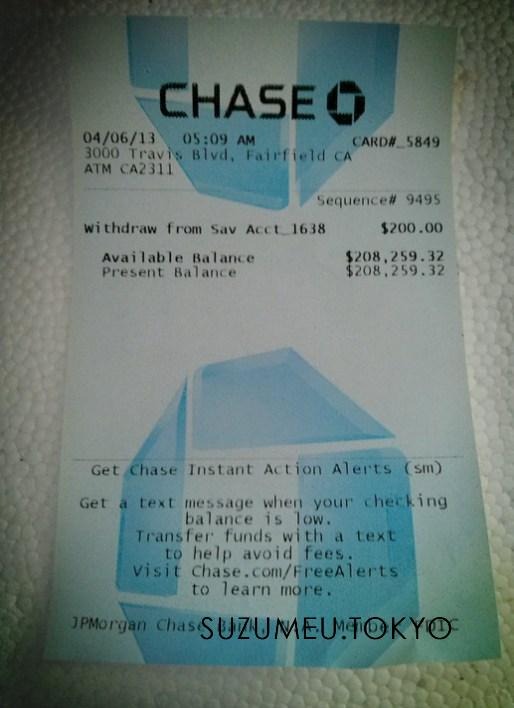 CHASE
04/06/13 05:09 AM CARD#_5849
3000 Travis Blvd, Fairfield CA
ATM CA2311
Sequence# 9495
Withdraw from Sav Acct_1638 $200.00
Available Balance $208,259.32
Present Balance $208,259.32
Get Chase Instant Action Alerts (sm)
Get a text message when your checking
balance is low.
Transfer funds with a text
to help avoid fees.
Visit Chase.com/FreeAlerts
to learn more.
JPMorgan Chase Bank, N.A. Member FDIC
SUZUMEU.TOKYO